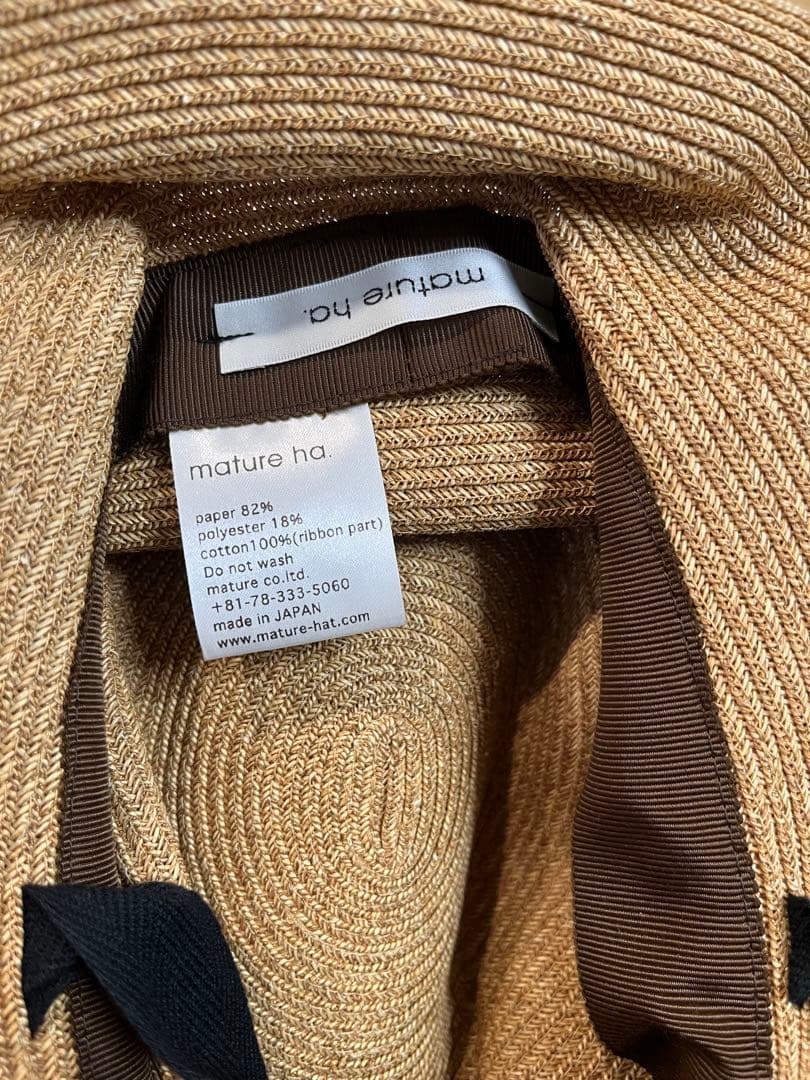 mature ha.
mature ha.
paper 82%
polyester 18%
cotton100%(ribbon part)
Do not wash
mature co.ltd.
+81-78-333-5060
made in JAPAN
www.mature-hat.com